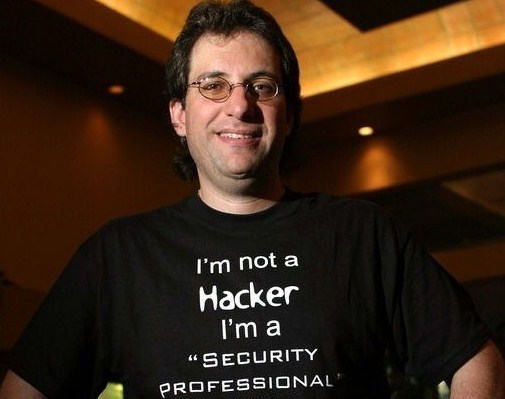 I'm not a
Hacker
I'm a
“SECURITY
PROFESSIONAL”